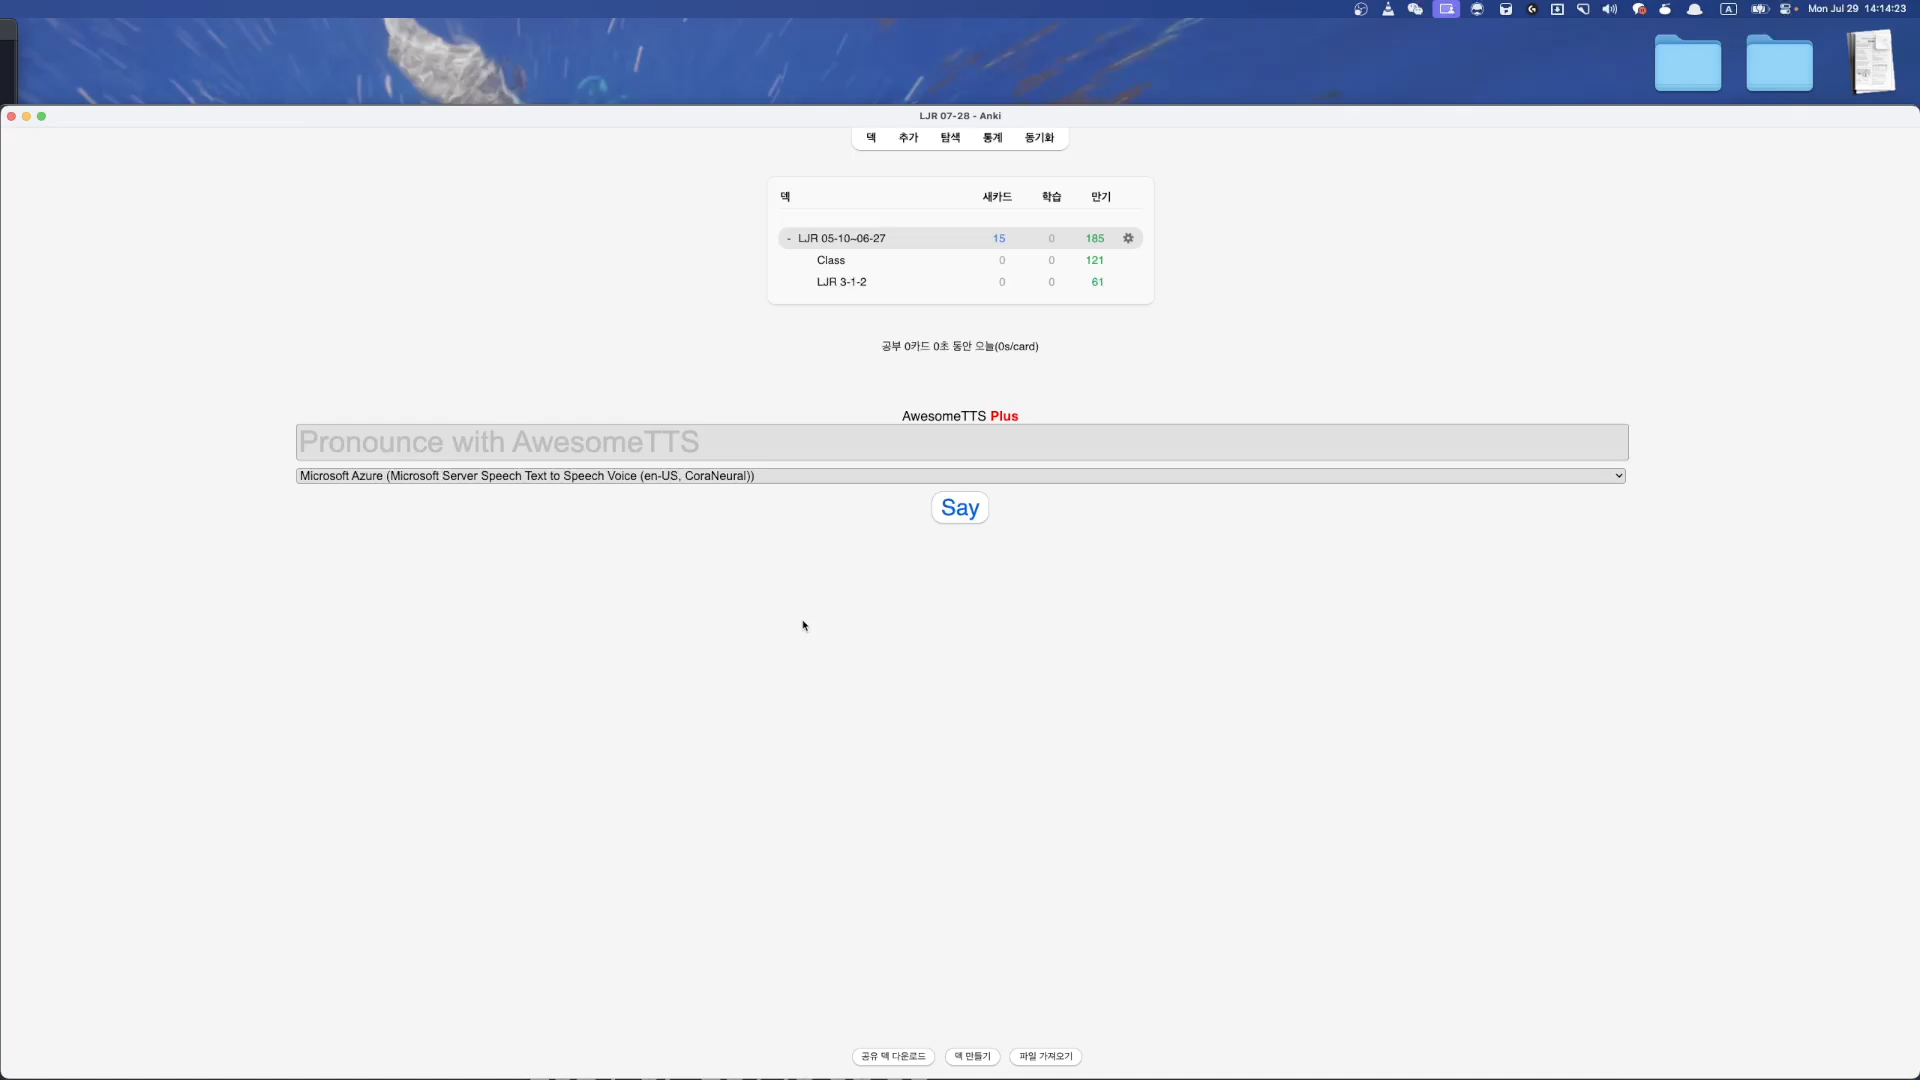 Mon Jul 29 14:14:23
LJR 07-28 - Anki
덱 추가 탐색 통계 동기화
덱 새카드 학습 만기
- LJR 05-10~06-27 15 0 185
Class 0 0 121
LJR 3-1-2 0 0 61
공부 0카드 0초 동안 오늘(0s/card)
AwesomeTTS Plus
Pronounce with AwesomeTTS
Microsoft Azure (Microsoft Server Speech Text to Speech Voice (en-US, CoraNeural))
Say
공유 덱 다운로드 덱 만들기 파일 가져오기